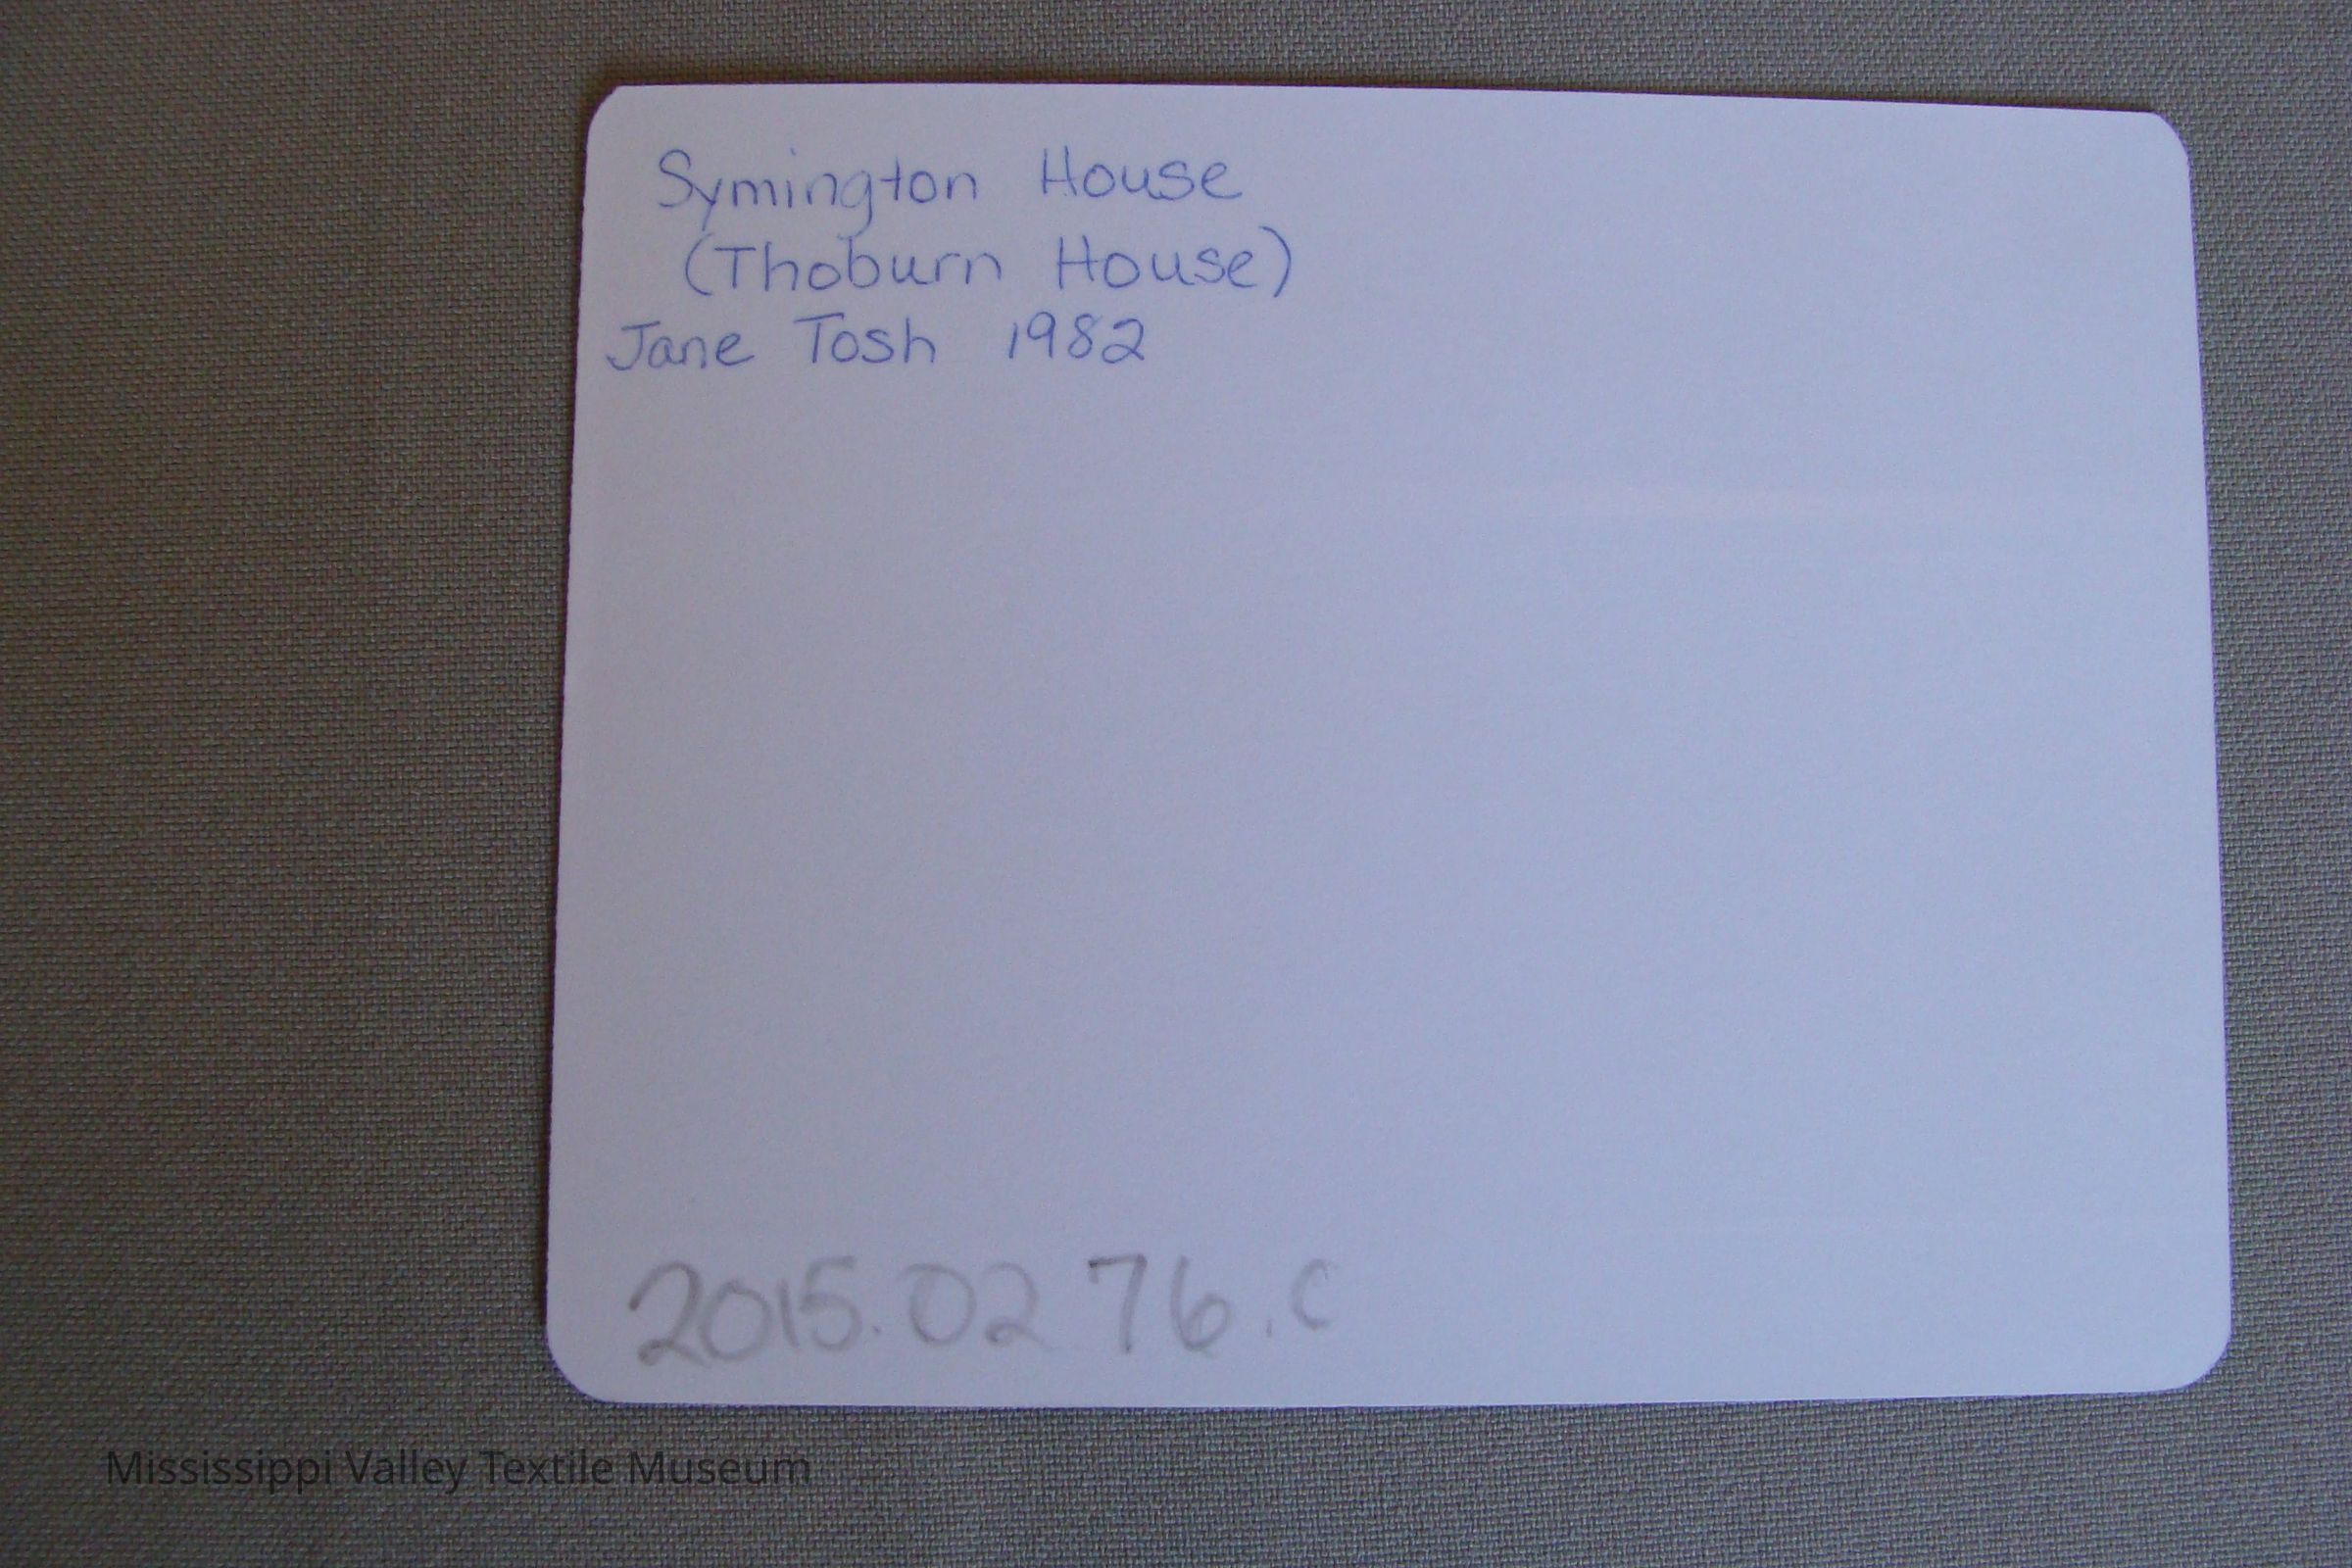 Symington House
(Thoburn House)
Jane Tosh 1982
2015.02 76.c
Mississippi Valley Textile Museum